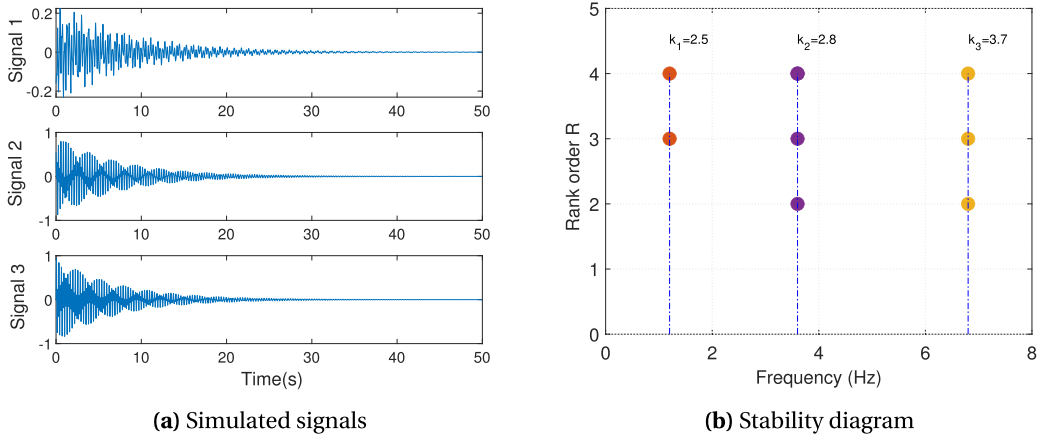 0.2
0
-0.2
Signal 1
0 10 20 30 40 50
1
0
-1
Signal 2
0 10 20 30 40 50
1
0
-1
Signal 3
0 10 20 30 40 50
Time(s)
(a) Simulated signals
5
4
3
2
1
0
Rank order R
k1=2.5 k2=2.8 k3=3.7
0 2 4 6 8
Frequency (Hz)
(b) Stability diagram